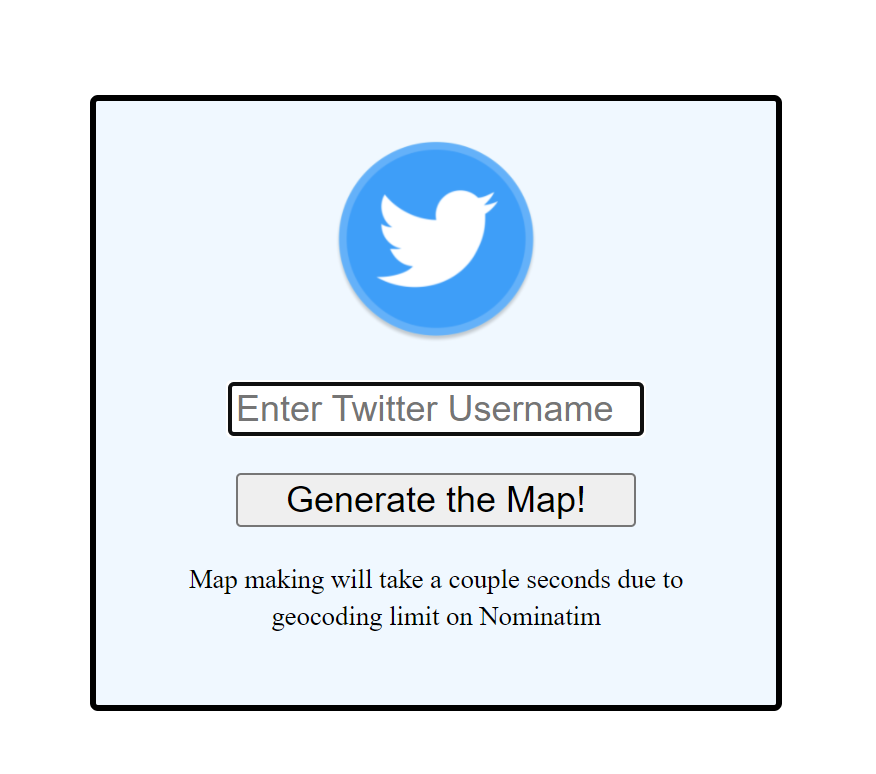 Enter Twitter Username
Generate the Map!
Map making will take a couple seconds due to
geocoding limit on Nominatim